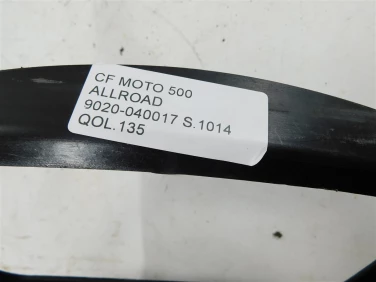 CF MOTO 500
ALLROAD
9020-040017 S.1014
QOL.135